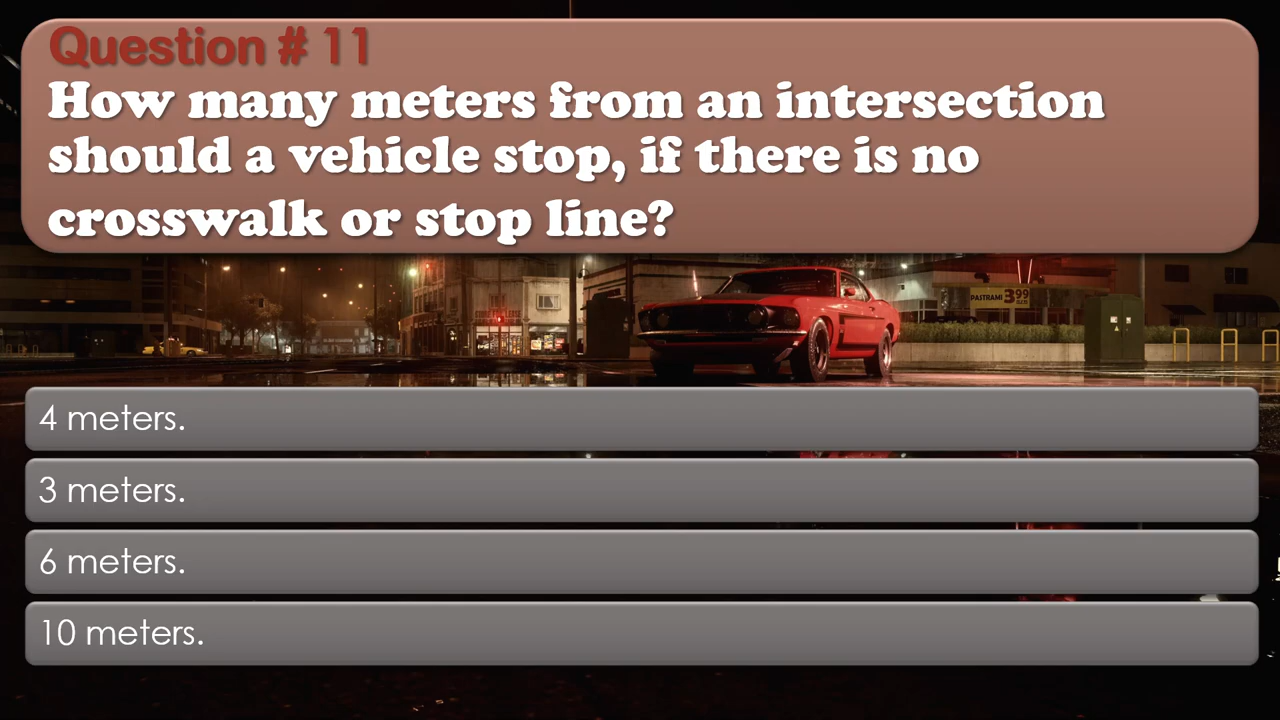 Question # 11
How many meters from an intersection
should a vehicle stop, if there is no
crosswalk or stop line?
PASTRAMI 3.99
4 meters.
3 meters.
6 meters.
10 meters.